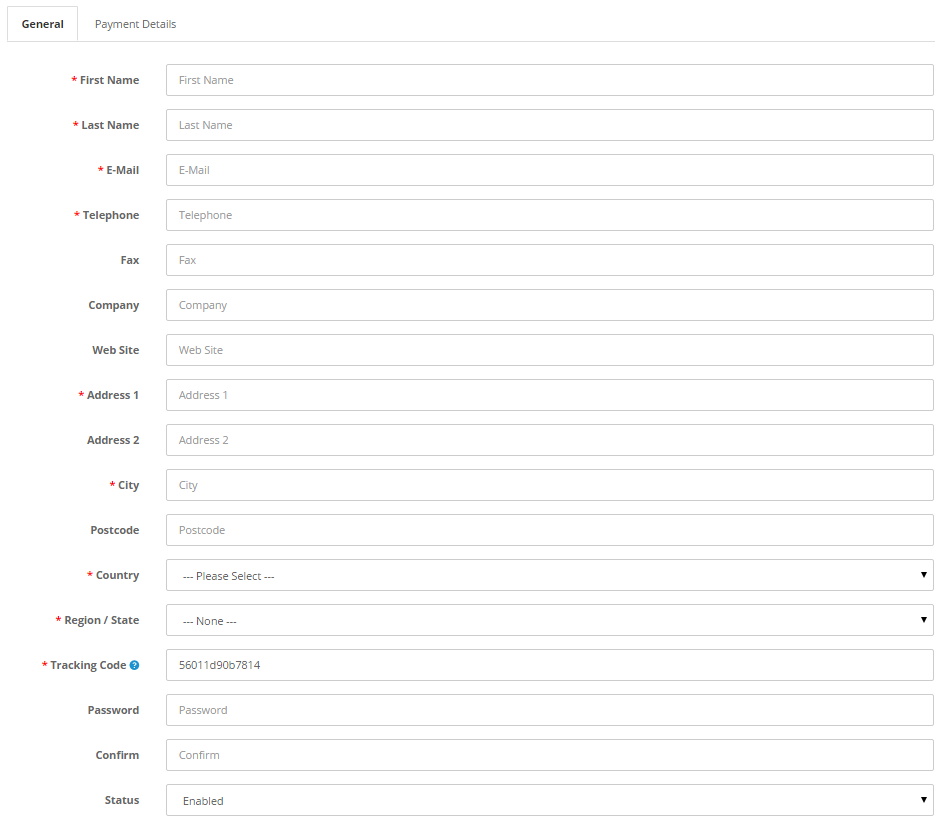 General Payment Details
* First Name First Name
* Last Name Last Name
* E-Mail E-Mail
* Telephone Telephone
Fax Fax
Company Company
Web Site Web Site
* Address 1 Address 1
Address 2 Address 2
* City City
Postcode Postcode
* Country --- Please Select ---
* Region / State --- None ---
* Tracking Code ? 56011d90b7814
Password Password
Confirm Confirm
Status Enabled